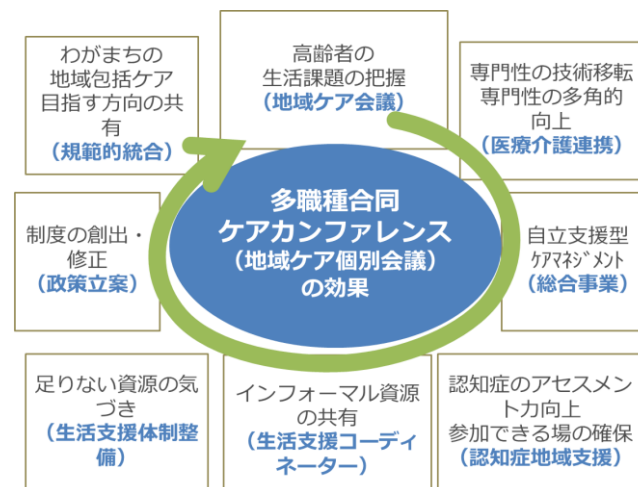 わがまちの
地域包括ケア
目指す方向の共
有
（規範的統合）
高齢者の
生活課題の把握
（地域ケア会議）
専門性の技術移転
専門性の多角的
向上
（医療介護連携）
制度の創出・
修正
（政策立案）
多職種合同
ケアカンファレンス
（地域ケア個別会議）
の効果
自立支援型
ｹｱﾏﾈｼﾞﾒﾝﾄ
（総合事業）
足りない資源の気
づき
（生活支援体制整
備）
インフォーマル資源
の共有
（生活支援コーディ
ネーター）
認知症のアセスメン
ト力向上
参加できる場の確保
（認知症地域支援）